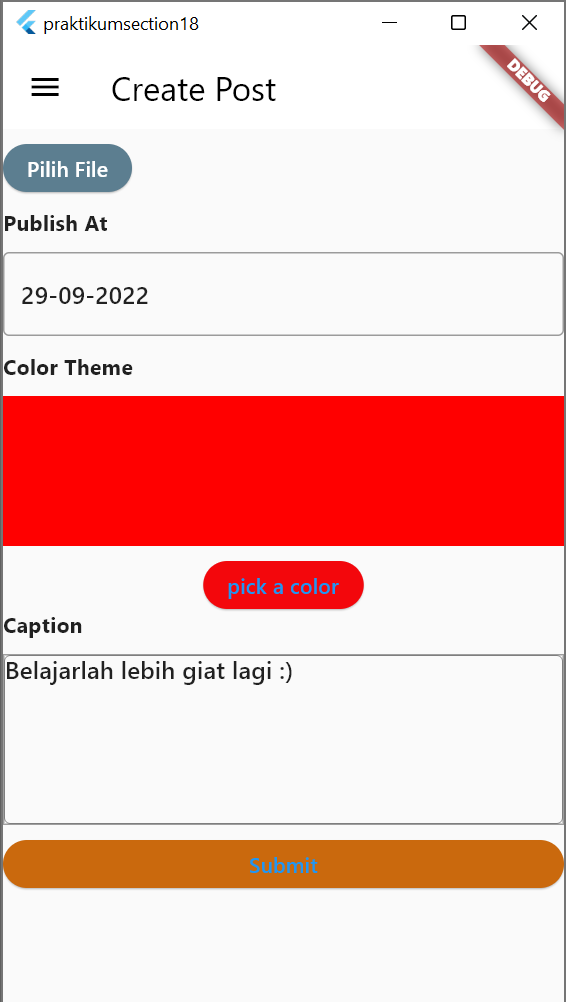 praktikumsection18
DEBUG
Create Post
Pilih File
Publish At
29-09-2022
Color Theme
pick a color
Caption
Belajarlah lebih giat lagi :)
Submit